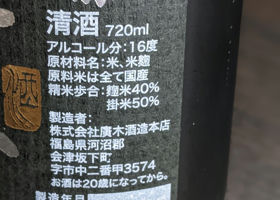 清酒 720ml
アルコール分:16度
原材料名:米、米麹
原料米は全て国産
精米歩合:麹米40%
掛米50%
製造者:
株式会社廣木酒造本店
福島県河沼郡
会津坂下町
字市中二番甲3574
お酒は20歳になってから。
製造年月